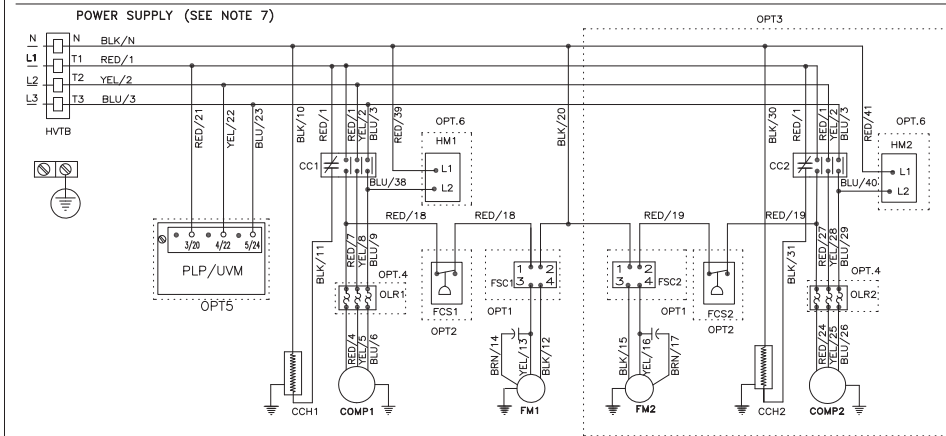 POWER SUPPLY (SEE NOTE 7)
OPT3
N
N
BLK/N
L1
T1
RED/1
L2
T2
YEL/2
L3
T3
BLU/3
HVTB
RED/21
YEL/22
BLU/23
BLK/10
RED/1
RED/1
YEL/2
BLU/3
RED/39
BLK/20
BLK/30
RED/1
RED/1
YEL/2
BLU/3
RED/41
OPT.6
HM1
OPT.6
HM2
CC1
L1
L2
BLU/38
CC2
L1
L2
BLU/40
RED/18
RED/18
RED/19
RED/19
3/20
4/22
5/24
PLP/UVM
OPT5
BLK/11
RED/7
YEL/8
BLU/9
OPT.4
OLR1
FCS1
OPT2
FSC1
1
2
3
4
OPT1
1
2
3
4
FSC2
OPT1
FCS2
OPT2
BLK/31
RED/27
YEL/28
BLU/29
OPT.4
OLR2
RED/4
YEL/5
BLU/6
BRN/14
YEL/13
BLK/12
BLK/15
YEL/16
BRN/17
RED/24
YEL/25
BLU/26
CCH1
COMP1
FM1
FM2
CCH2
COMP2